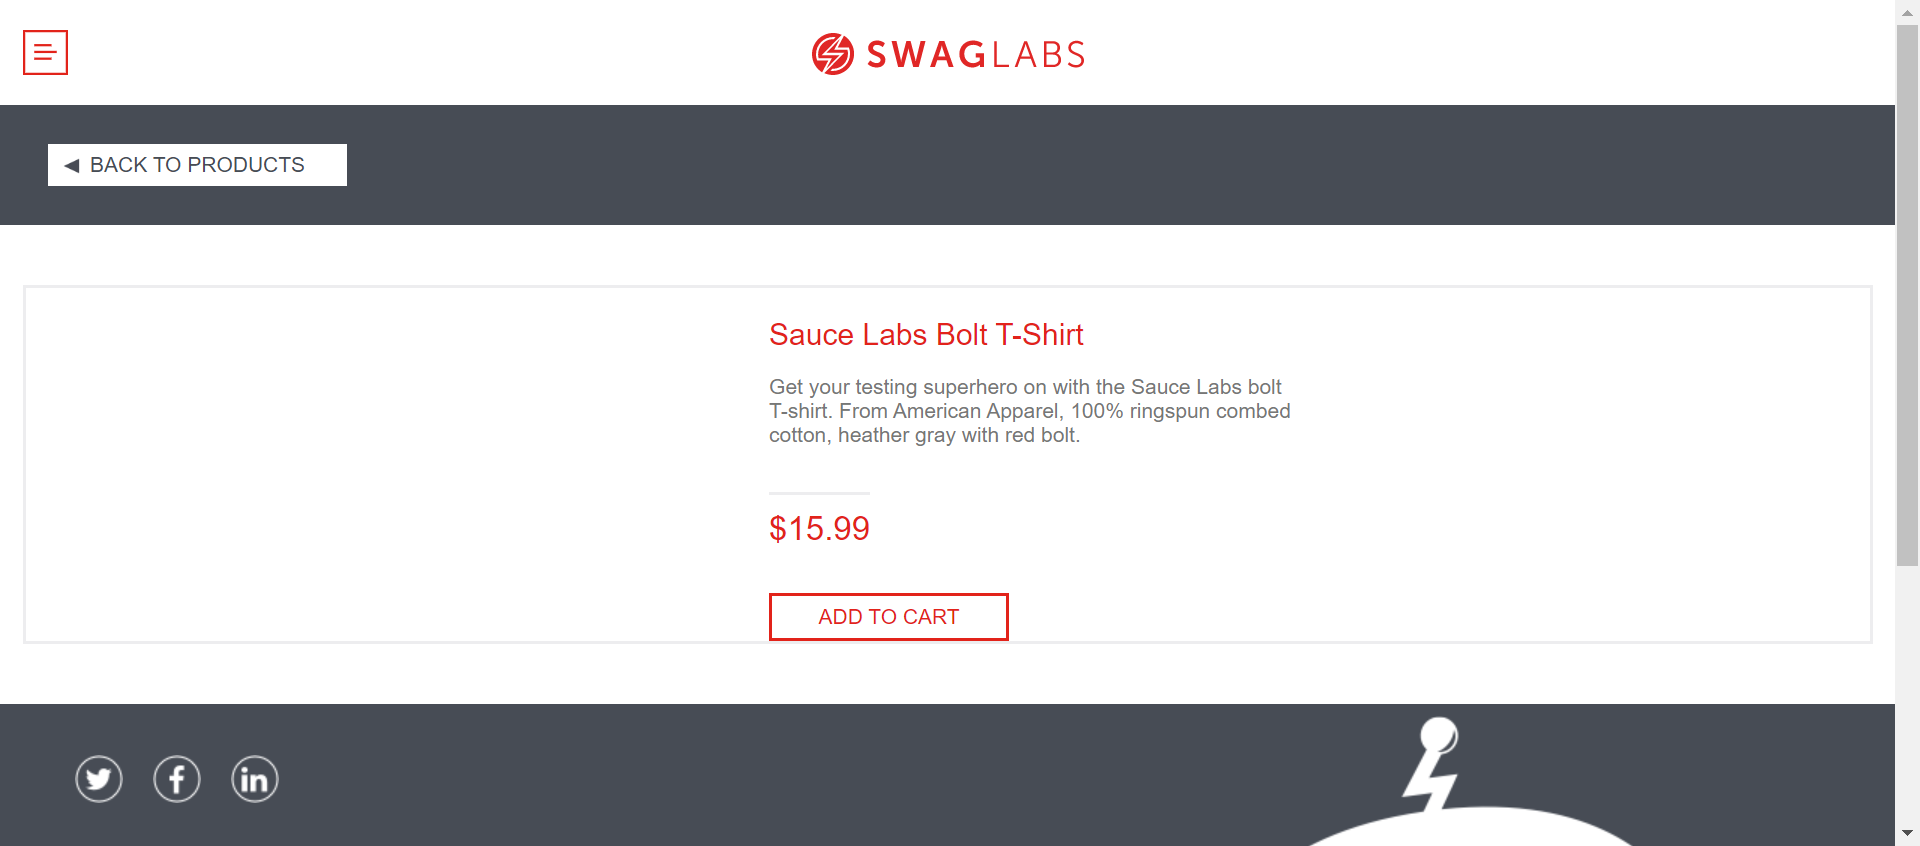 SWAGLABS
BACK TO PRODUCTS
Sauce Labs Bolt T-Shirt
Get your testing superhero on with the Sauce Labs bolt
T-shirt. From American Apparel, 100% ringspun combed
cotton, heather gray with red bolt.
$15.99
ADD TO CART